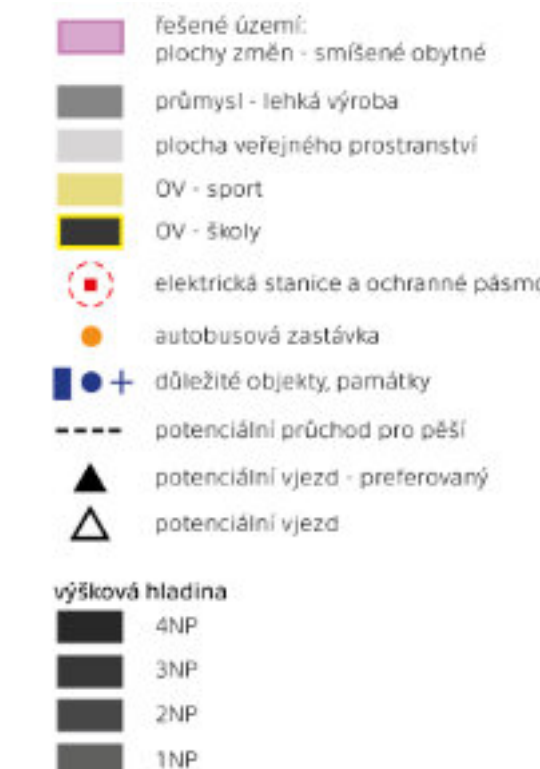 řešené území:
plochy změn - smíšené obytné
průmysl - lehká výroba
plocha veřejného prostranství
OV - sport
OV - školy
elektrická stanice a ochranné pásmo
autobusová zastávka
důležité objekty, památky
potenciální průchod pro pěší
potenciální vjezd - preferovaný
potenciální vjezd
výšková hladina
4NP
3NP
2NP
1NP